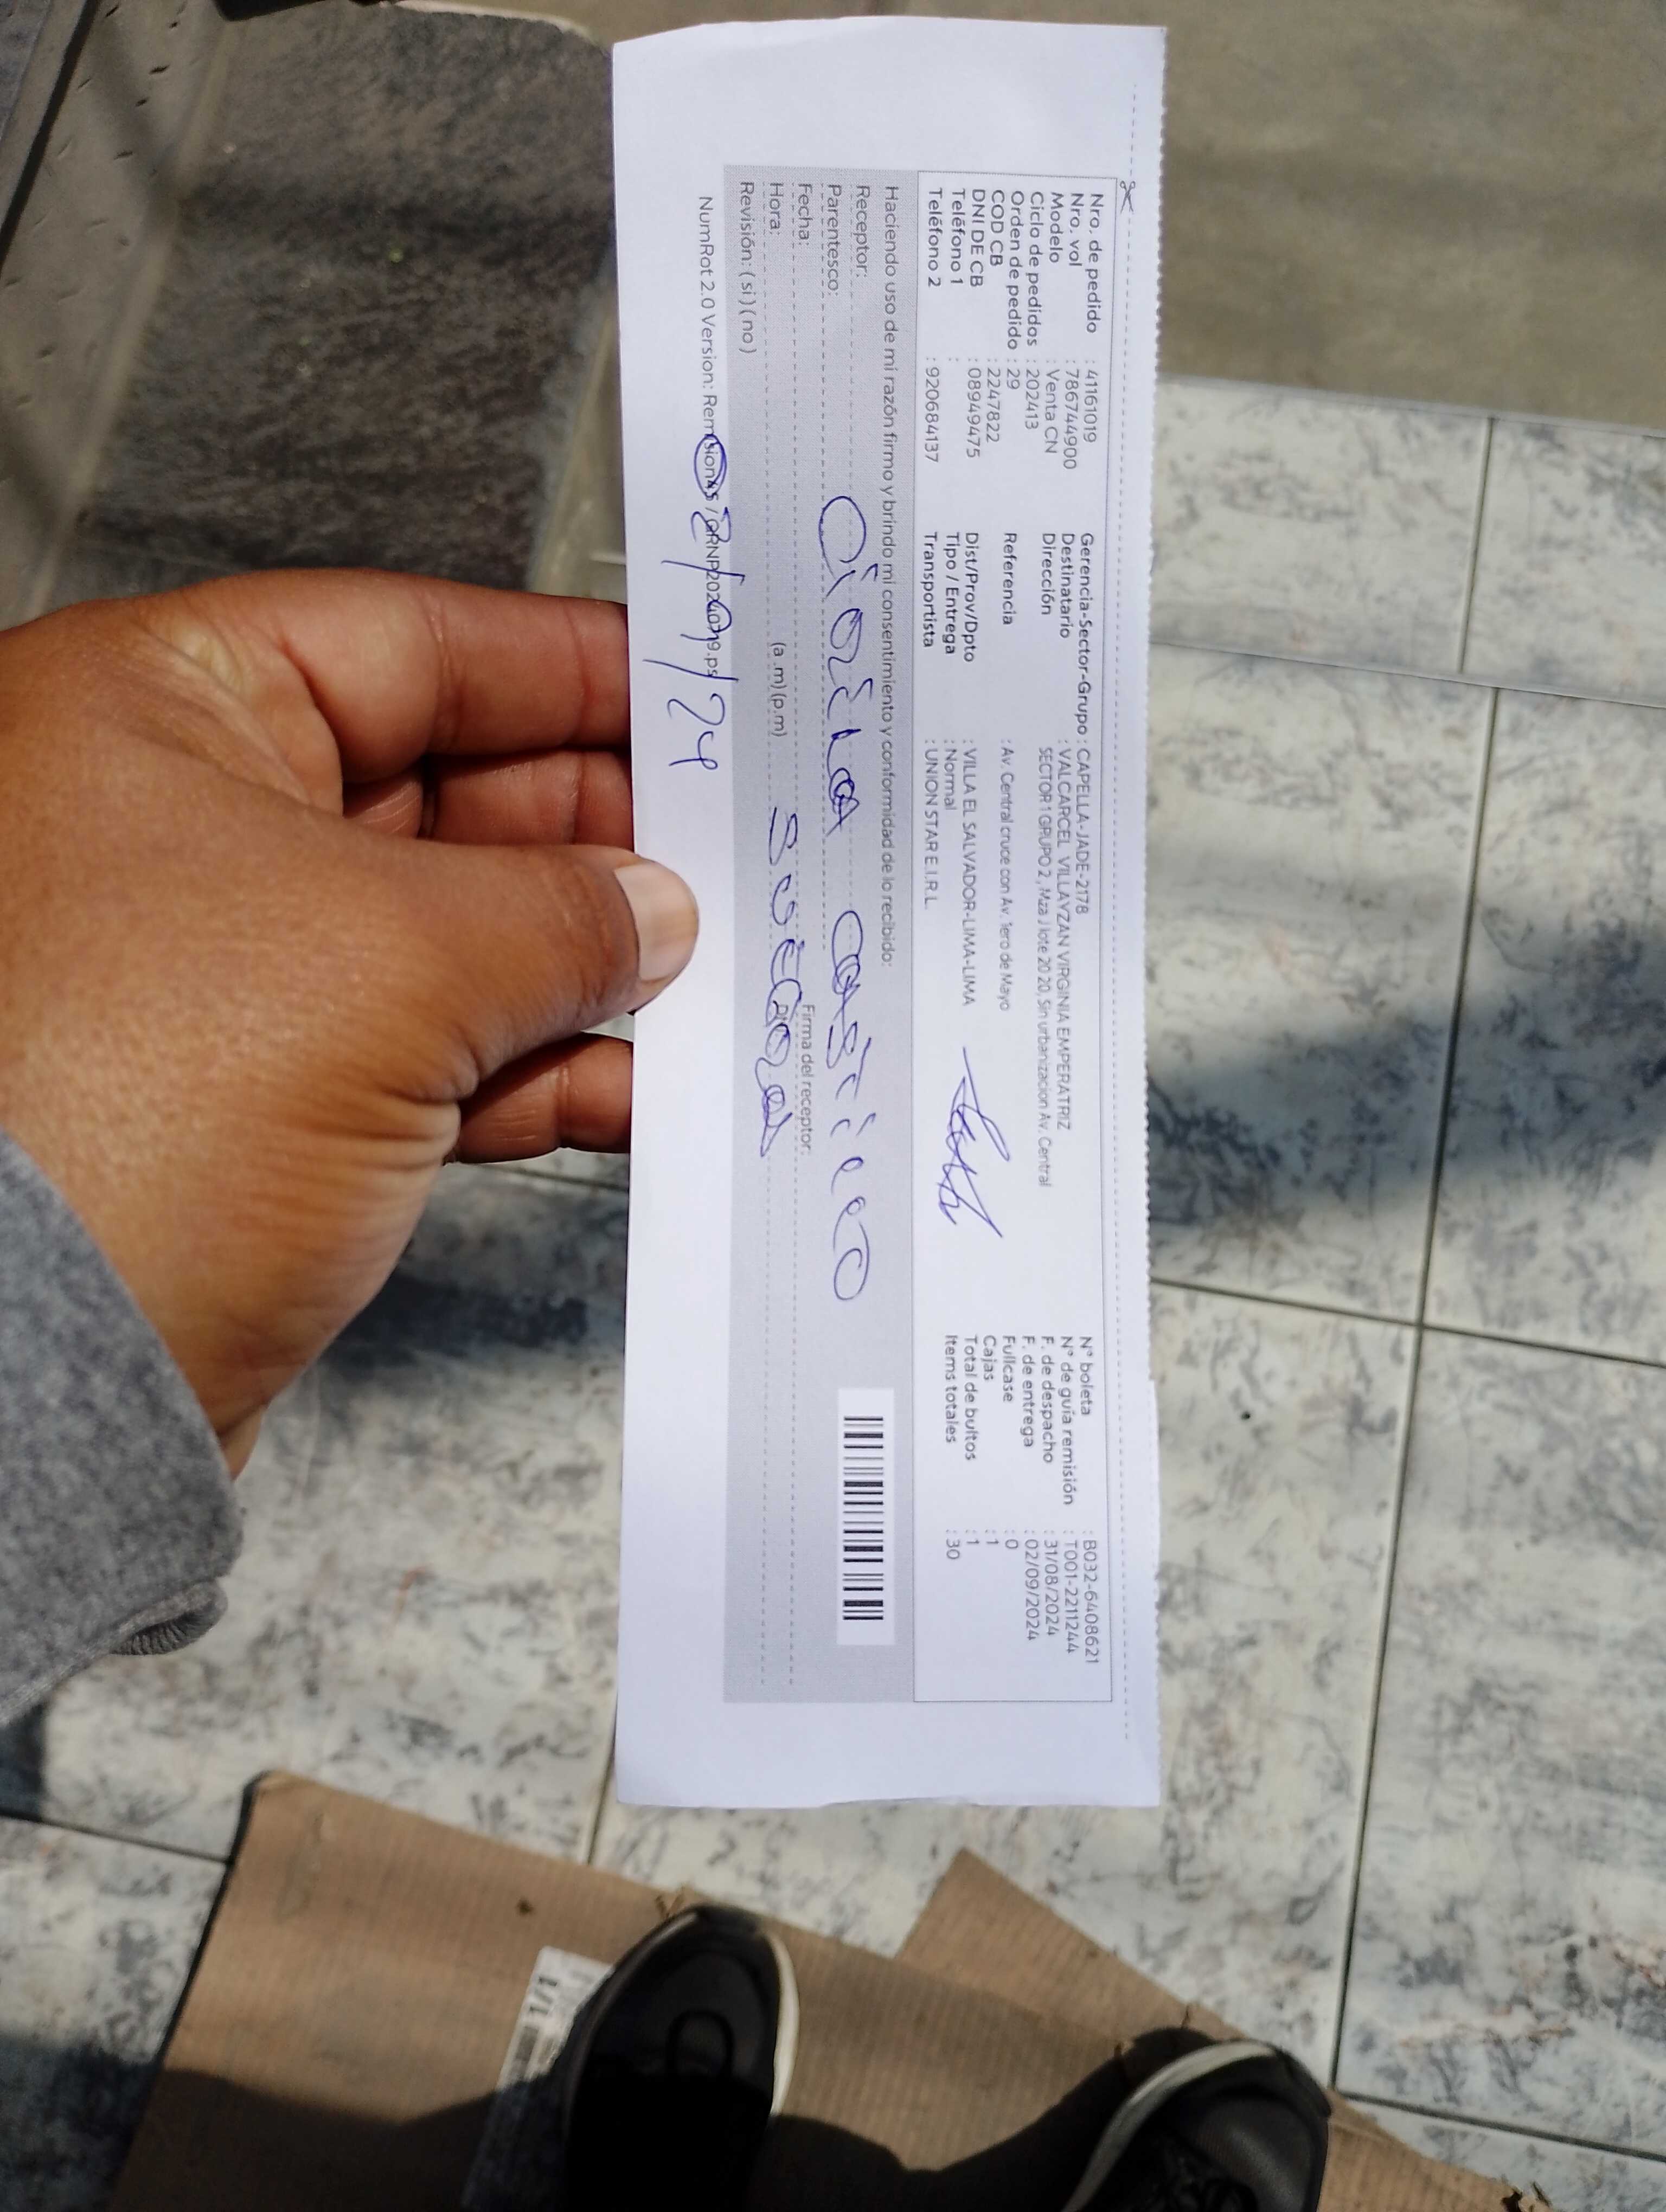 Nro. de pedido : 41161019
Nro. vol : 786744900
Modelo : Venta CN
Ciclo de pedidos : 202413
Orden de pedido : 29
COD CB : 2247822
DNI DE CB : 08949475
Teléfono 1 :
Teléfono 2 : 920684137
Gerencia-Sector-Grupo : CAPELLA-JADE-2178
Destinatario : VALCARCEL VILLAYZAN VIRGINIA EMPERATRIZ
Dirección SECTOR 1 GRUPO 2, Mza J lote 20 20, Sin urbanizacion Av. Central
Referencia : Av. Central cruce con Av. 1ero de Mayo
Dist/Prov/Dpto : VILLA EL SALVADOR-LIMA-LIMA
Tipo / Entrega : Normal
Transportista : UNION STAR E.I.R.L.
N° boleta : B032-6408621
N° de guía remisión : T001-2211244
F. de despacho : 31/08/2024
F. de entrega : 02/09/2024
Fullcase : 0
Cajas : 1
Total de bultos : 1
Items totales : 30
Haciendo uso de mi razón firmo y brindo mi consentimiento y conformidad de lo recibido:
Receptor:
Parentesco:
Fecha:
Hora: (a.m)(p.m)
Firma del receptor:
Revisión: ( si ) ( no )
NumRot 2.0 Version:
/24
1/1